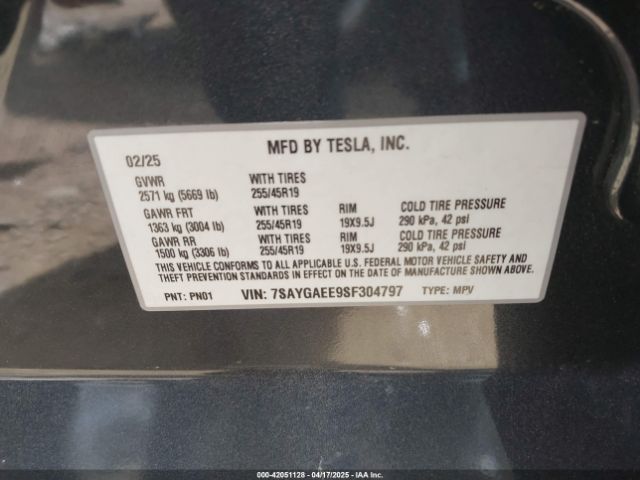 MFD BY TESLA, INC.
02/25
GVWR WITH TIRES
2571 kg (5669 lb) 255/45R19
GAWR FRT WITH TIRES RIM COLD TIRE PRESSURE
1363 kg (3004 lb) 255/45R19 19X9.5J 290 kPa, 42 psi
GAWR RR WITH TIRES RIM COLD TIRE PRESSURE
1500 kg (3306 lb) 255/45R19 19X9.5J 290 kPa, 42 psi
THIS VEHICLE CONFORMS TO ALL APPLICABLE U.S. FEDERAL MOTOR VEHICLE SAFETY AND
THEFT PREVENTION STANDARDS IN EFFECT ON THE DATE OF MANUFACTURE SHOWN ABOVE.
PNT: PN01 VIN: 7SAYGAEE9SF304797 TYPE: MPV
000-42051128 - 04/17/2025 - IAA Inc.